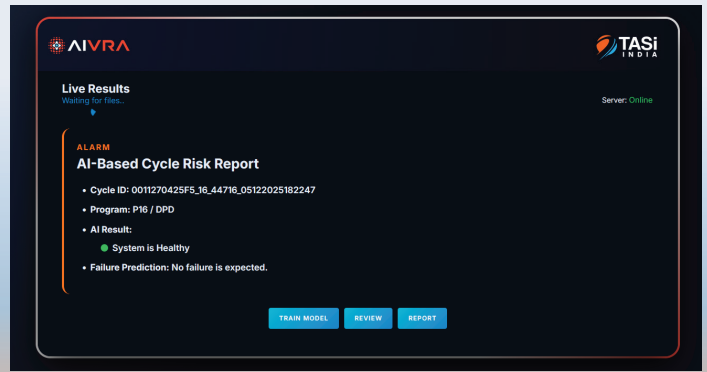 AIVRA
TASi
INDIA
Live Results
Waiting for files..
Server: Online
ALARM
AI-Based Cycle Risk Report
• Cycle ID: 0011270425F5_16_44716_05122025182247
• Program: P16 / DPD
• AI Result:
System is Healthy
• Failure Prediction: No failure is expected.
TRAIN MODEL
REVIEW
REPORT